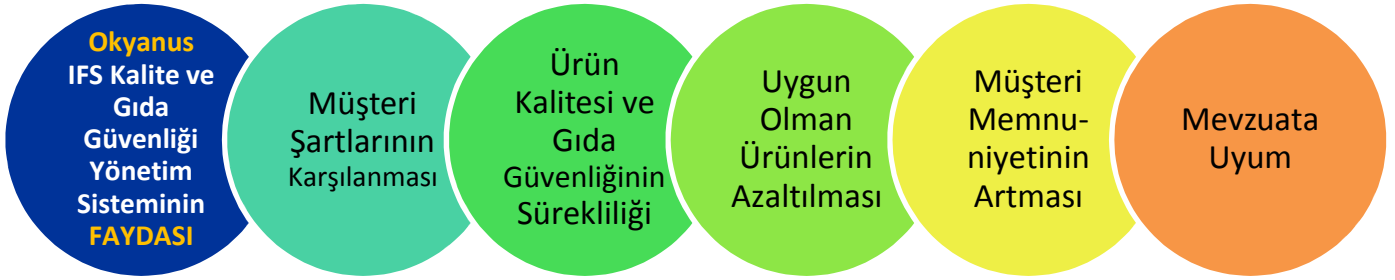 Okyanus
IFS Kalite ve
Gıda
Güvenliği
Yönetim
Sisteminin
FAYDASI
Müşteri
Şartlarının
Karşılanması
Ürün
Kalitesi ve
Gıda
Güvenliğinin
Sürekliliği
Uygun
Olman
Ürünlerin
Azaltılması
Müşteri
Memnu-
niyetinin
Artması
Mevzuata
Uyum